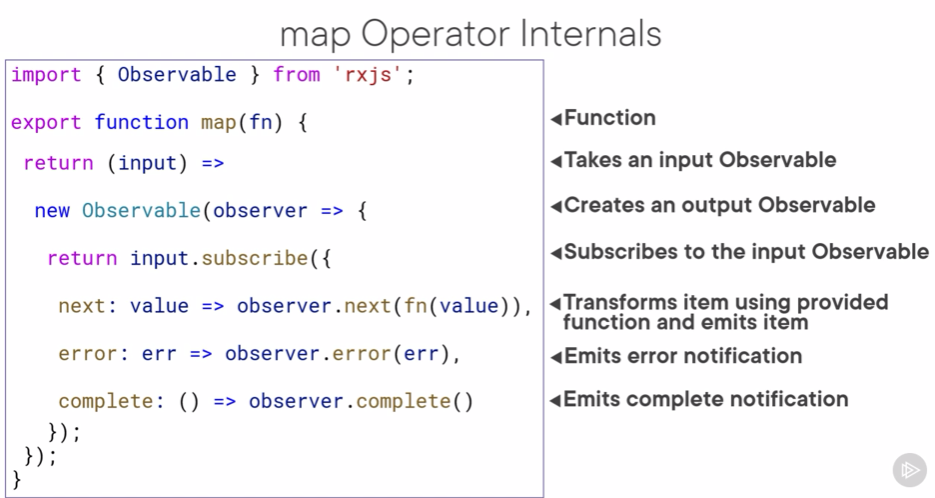 map Operator Internals
import { Observable } from 'rxjs';
export function map(fn) {
◂Function
return (input) =>
◂Takes an input Observable
new Observable(observer => {
◂Creates an output Observable
return input.subscribe({
◂Subscribes to the input Observable
next: value => observer.next(fn(value)),
◂Transforms item using provided
function and emits item
error: err => observer.error(err),
◂Emits error notification
complete: () => observer.complete()
◂Emits complete notification
});
});
}